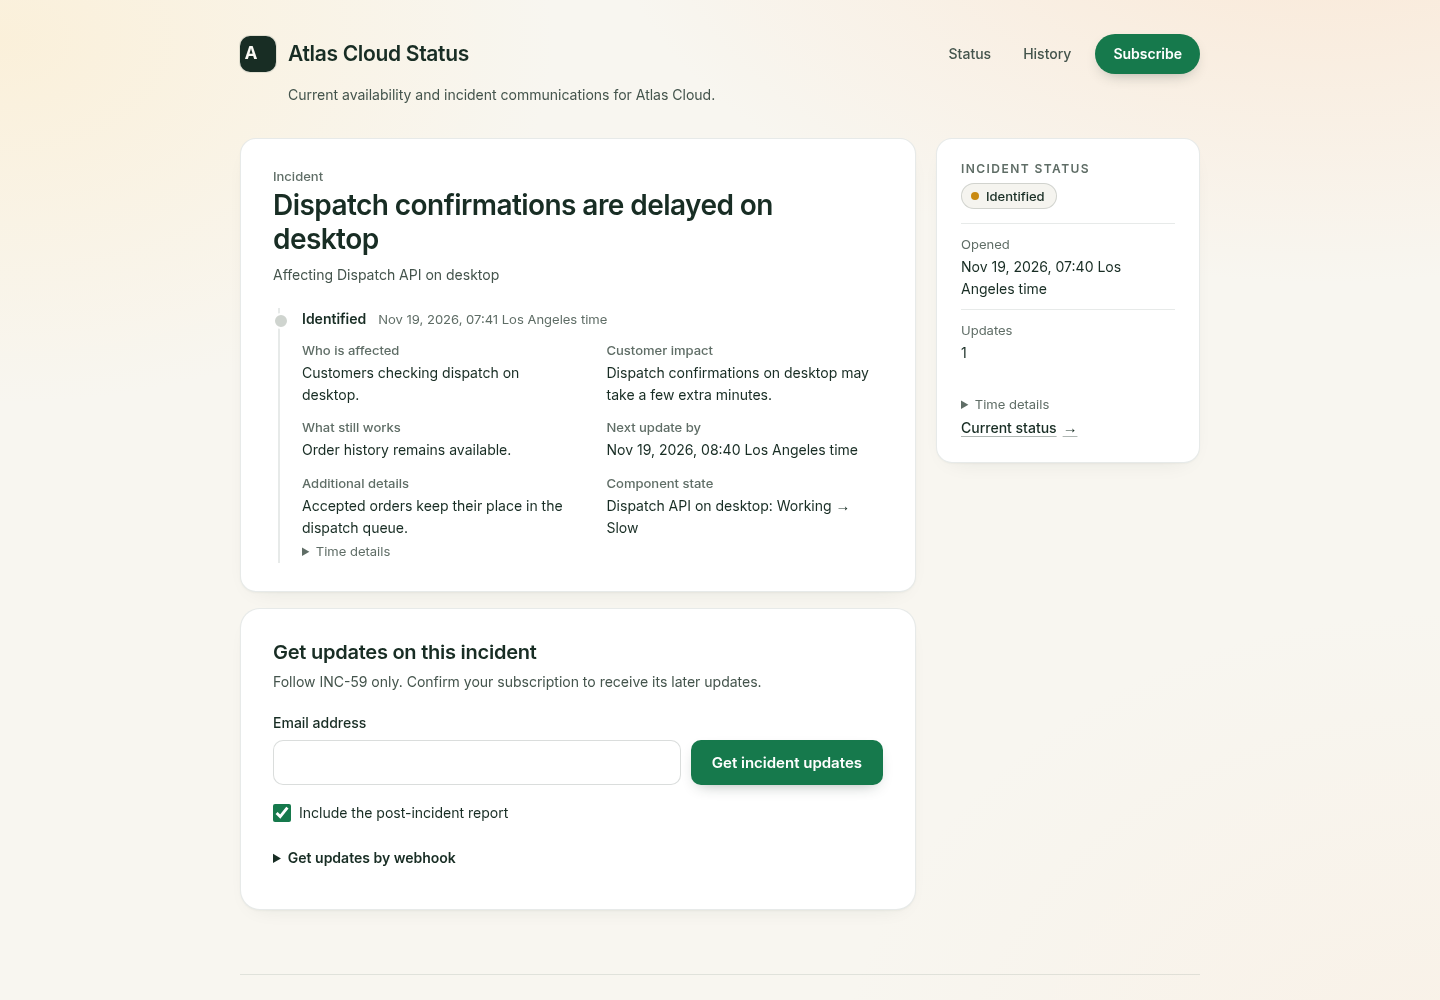 A
Atlas Cloud Status
Status
History
Subscribe
Current availability and incident communications for Atlas Cloud.
Incident
Dispatch confirmations are delayed on
desktop
Affecting Dispatch API on desktop
Identified
Nov 19, 2026, 07:41 Los Angeles time
Who is affected
Customers checking dispatch on
desktop.
Customer impact
Dispatch confirmations on desktop may
take a few extra minutes.
What still works
Order history remains available.
Next update by
Nov 19, 2026, 08:40 Los Angeles time
Additional details
Accepted orders keep their place in the
dispatch queue.
Component state
Dispatch API on desktop: Working →
Slow
Time details
INCIDENT STATUS
Identified
Opened
Nov 19, 2026, 07:40 Los
Angeles time
Updates
1
Time details
Current status →
Get updates on this incident
Follow INC-59 only. Confirm your subscription to receive its later updates.
Email address
Get incident updates
Include the post-incident report
Get updates by webhook